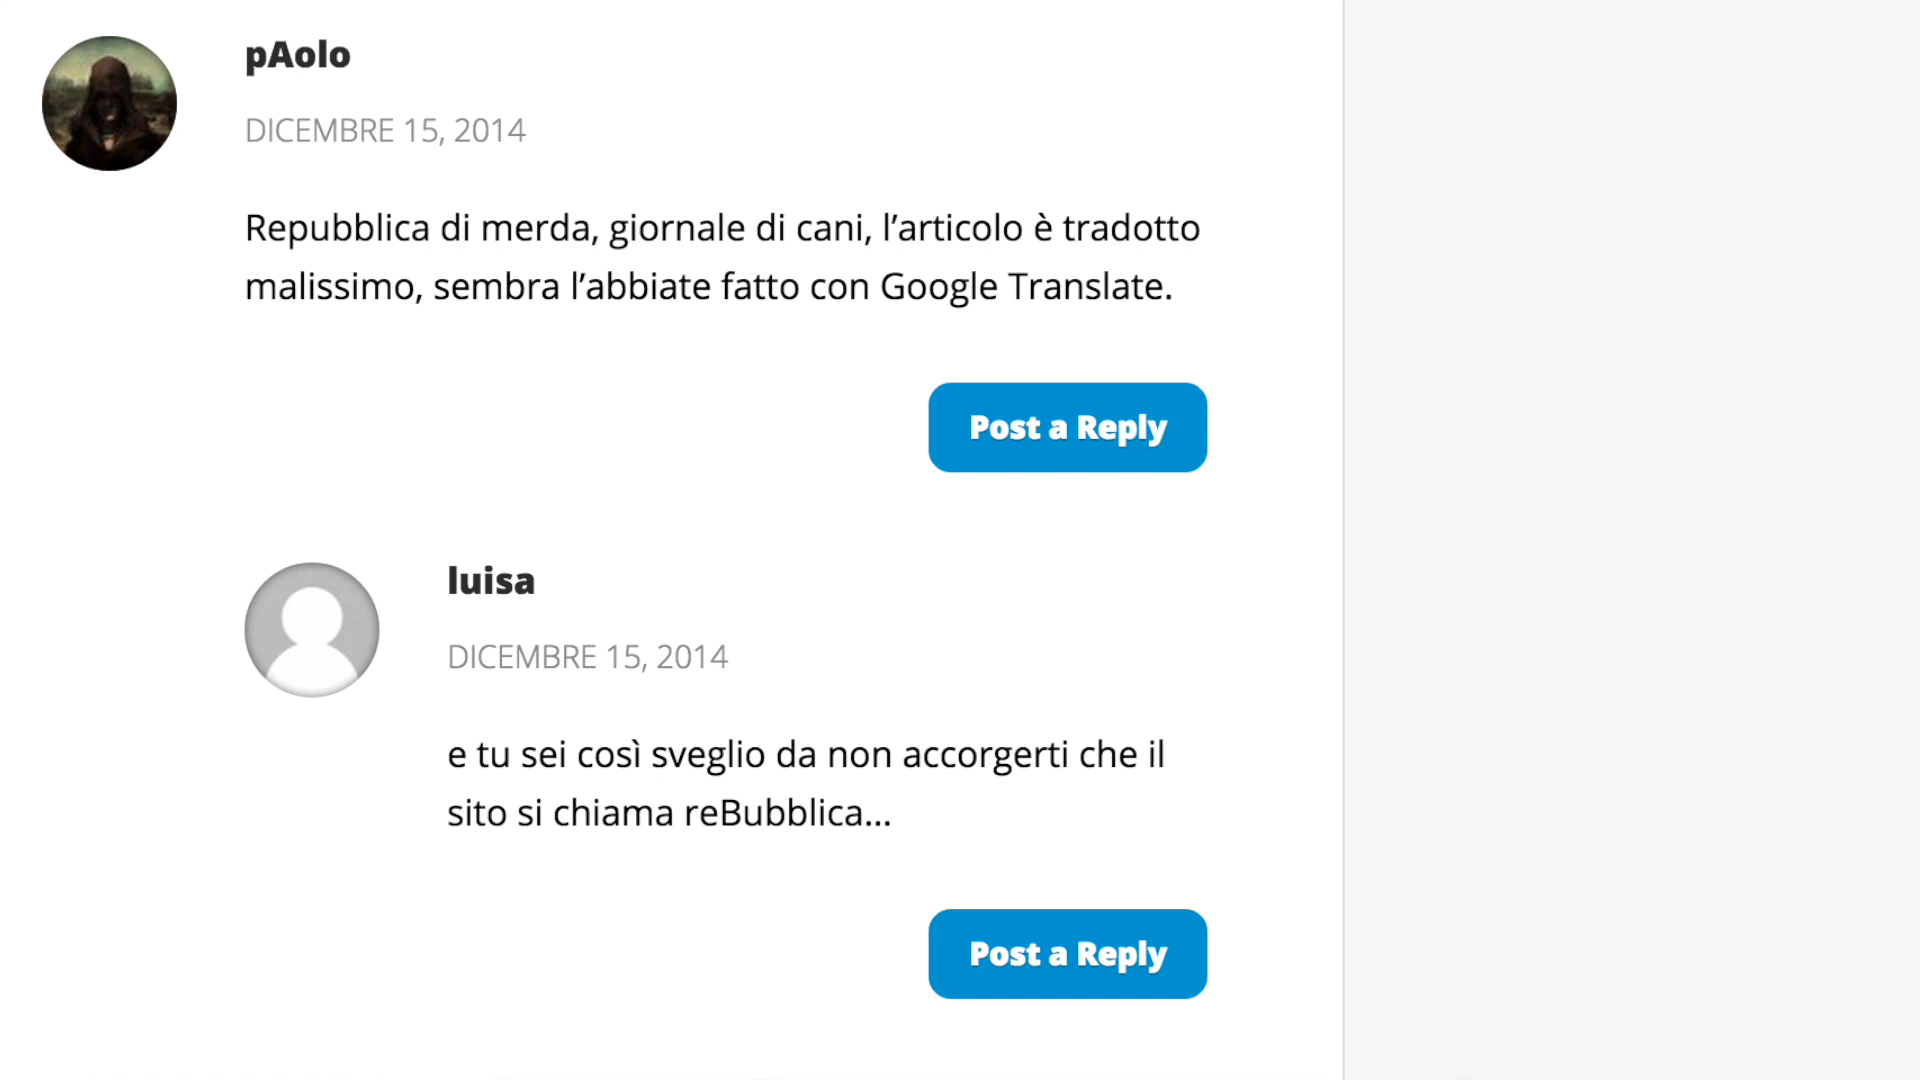 pAolo
DICEMBRE 15, 2014
Repubblica di merda, giornale di cani, l’articolo è tradotto
malissimo, sembra l’abbiate fatto con Google Translate.
Post a Reply
luisa
DICEMBRE 15, 2014
e tu sei così sveglio da non accorgerti che il
sito si chiama reBubblica…
Post a Reply